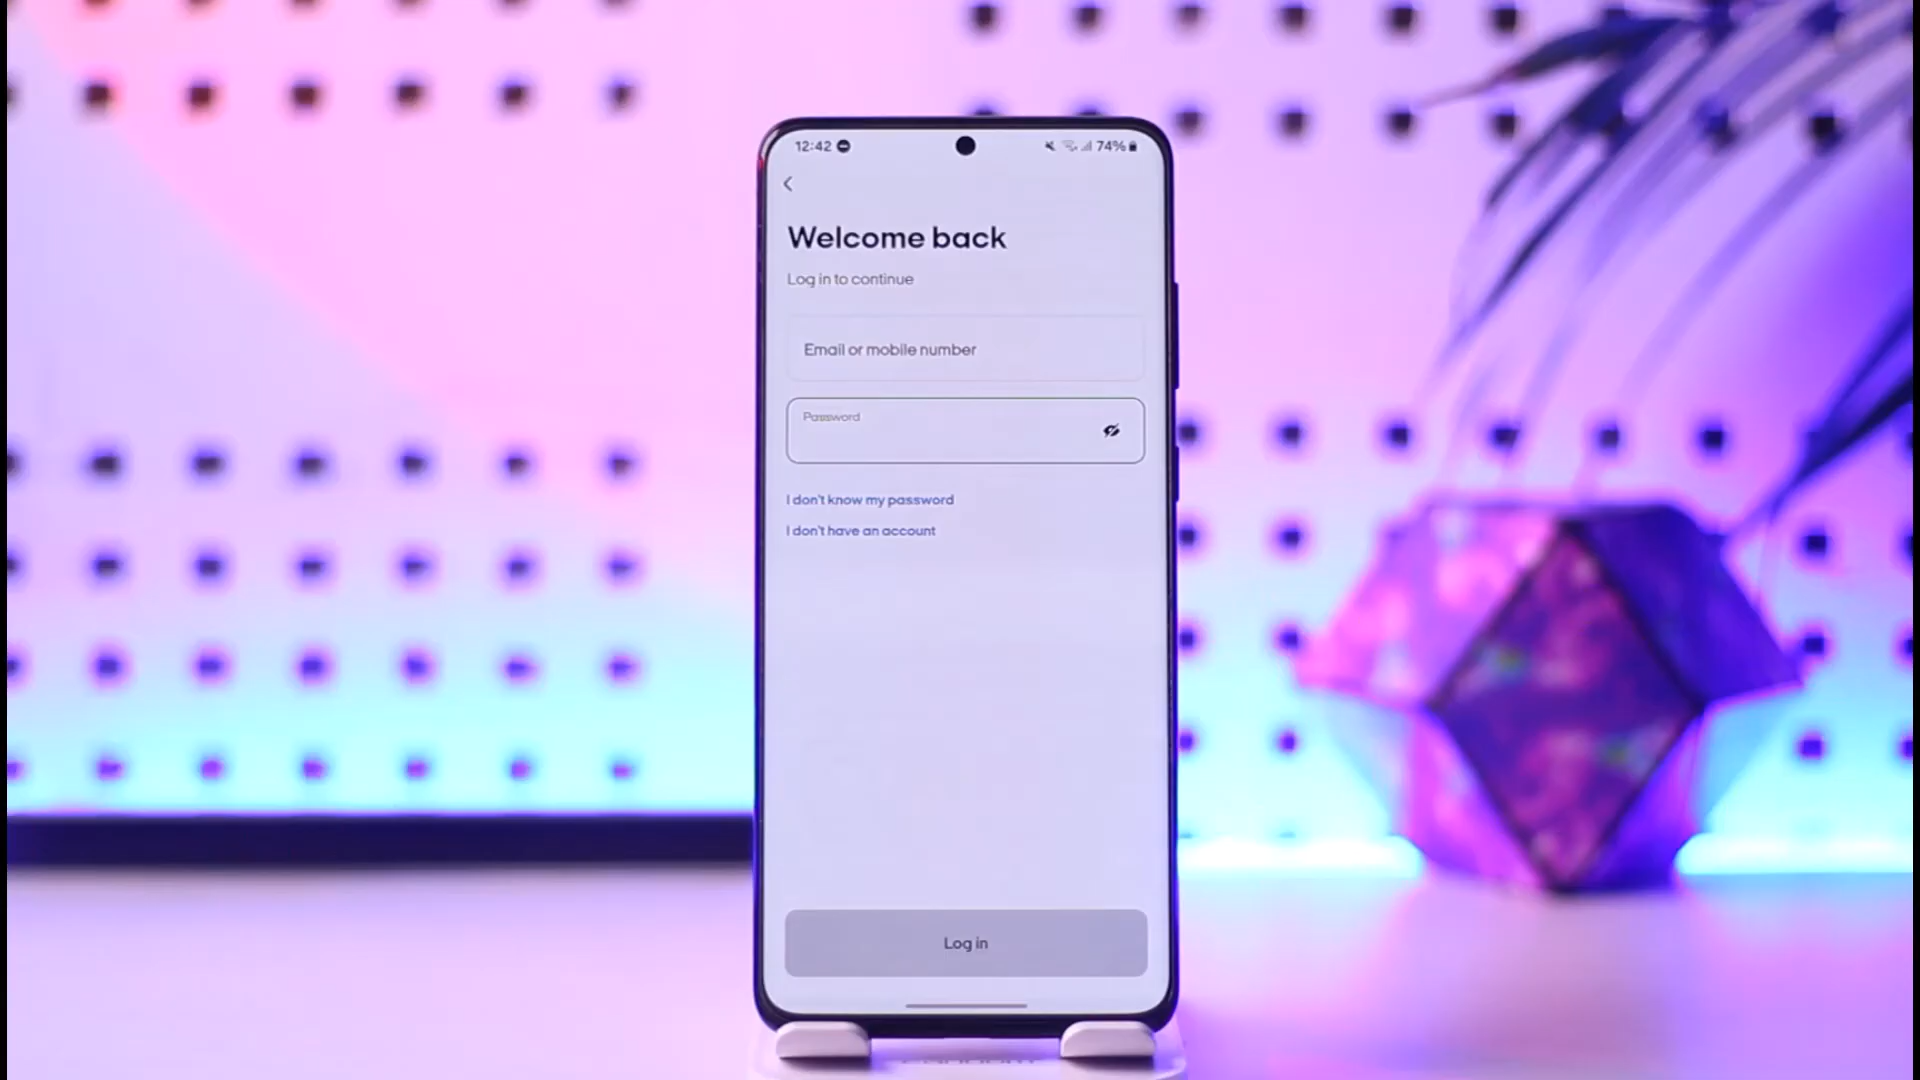 12:42
74%
Welcome back
Log in to continue
Email or mobile number
Password
I don't know my password
I don't have an account
Log in